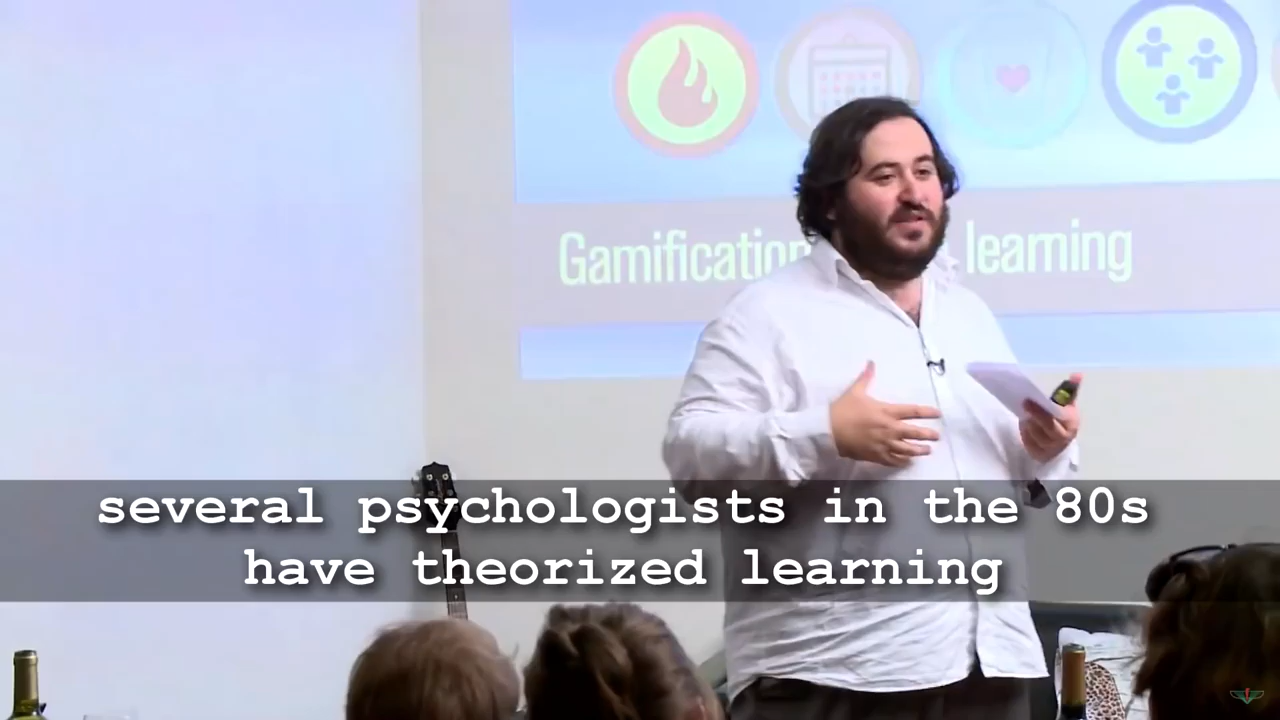 Gamification learning
several psychologists in the 80s
have theorized learning